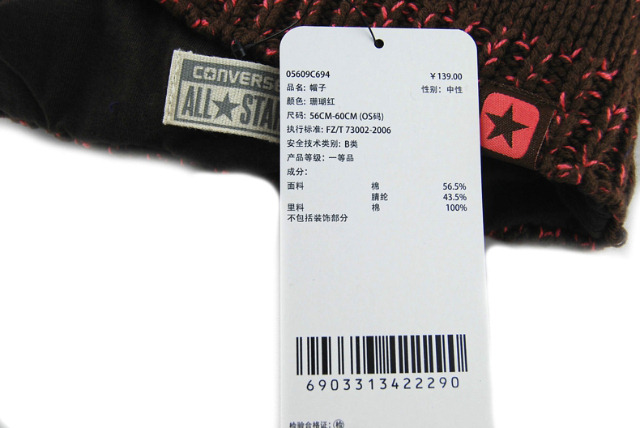 CONVERSE
ALL★STAR
05609C694 ￥139.00
品名: 帽子 性别: 中性
颜色: 珊瑚红
尺码: 56CM-60CM (OS码)
执行标准: FZ/T 73002-2006
安全技术类别: B类
产品等级: 一等品
成分:
面料 棉 56.5%
腈纶 43.5%
里料 棉 100%
不包括装饰部分
6903313422290
检验合格证: ㊣检